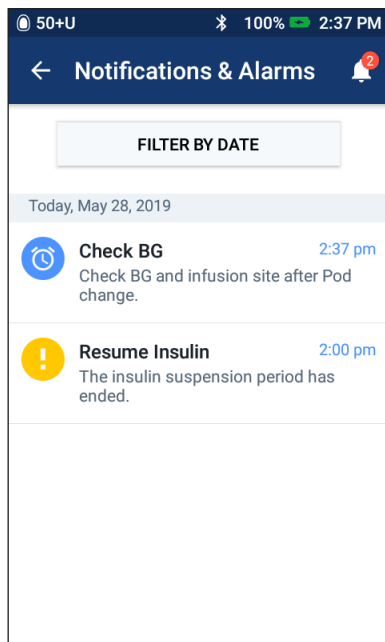 50+U 100% 2:37 PM
Notifications & Alarms 2
FILTER BY DATE
Today, May 28, 2019
Check BG 2:37 pm
Check BG and infusion site after Pod
change.
Resume Insulin 2:00 pm
The insulin suspension period has
ended.